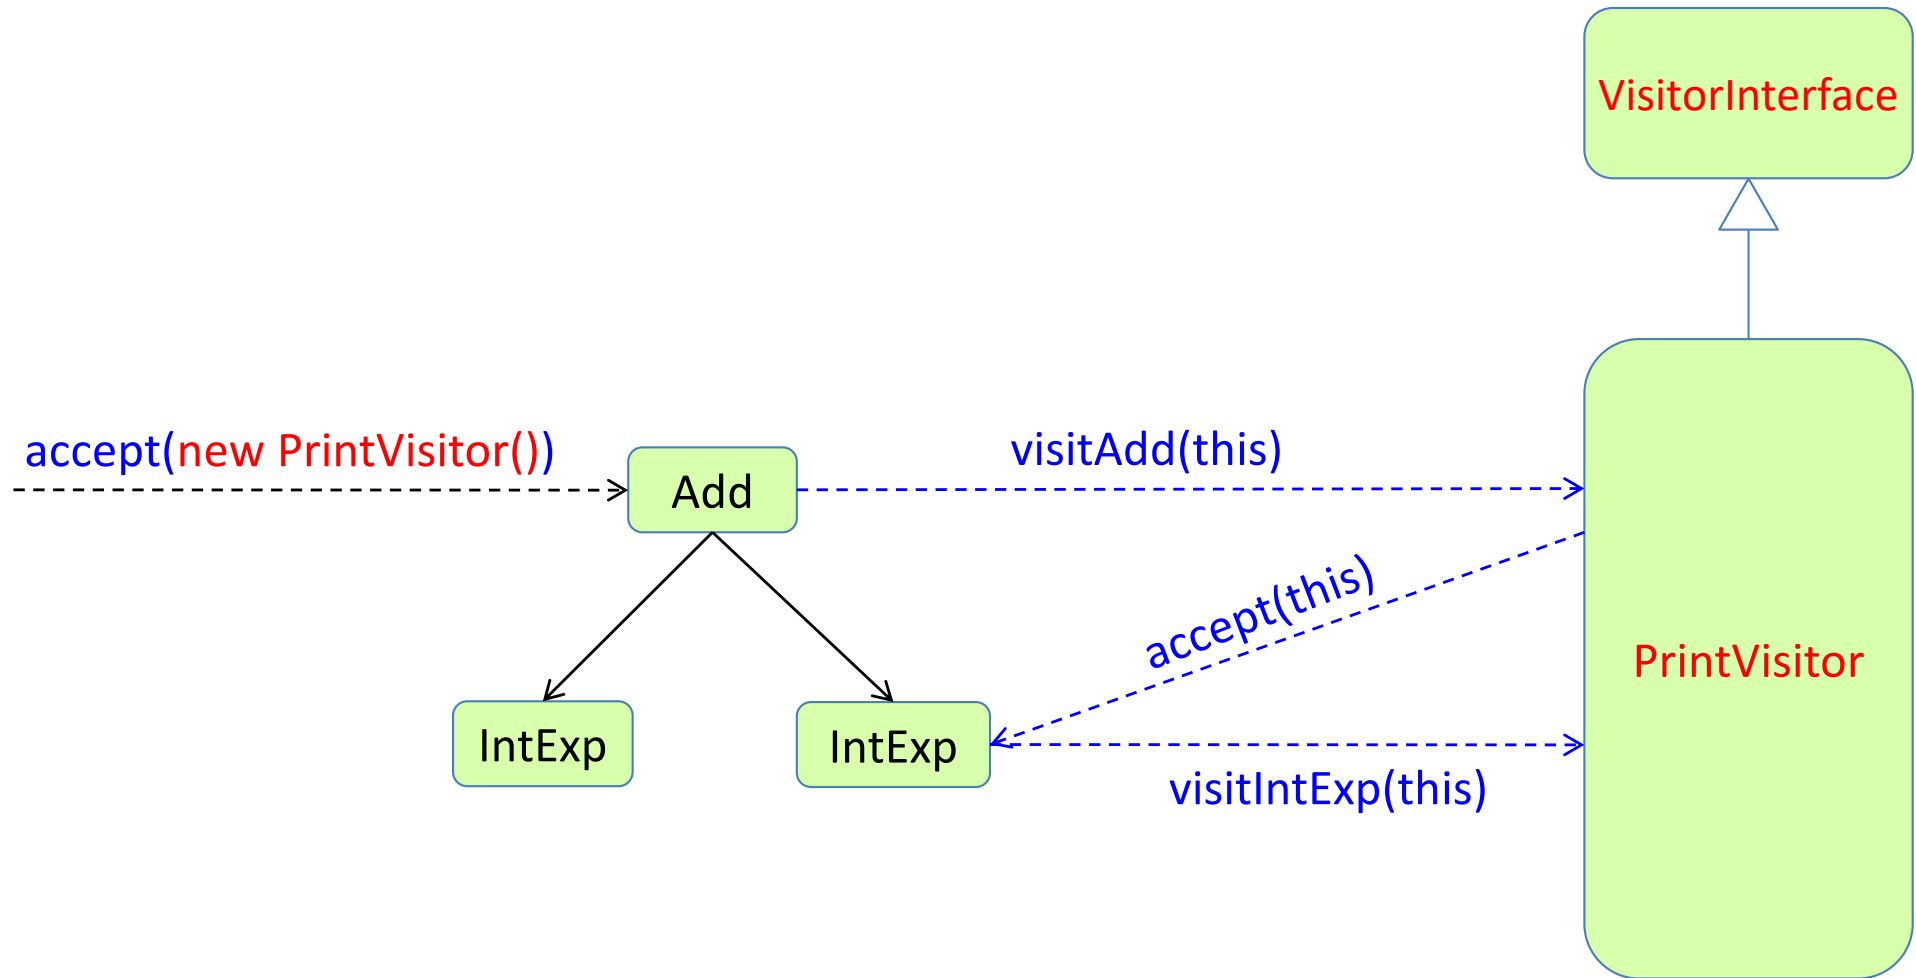 VisitorInterface
accept(new PrintVisitor())
visitAdd(this)
Add
accept(this)
PrintVisitor
IntExp
IntExp
visitIntExp(this)